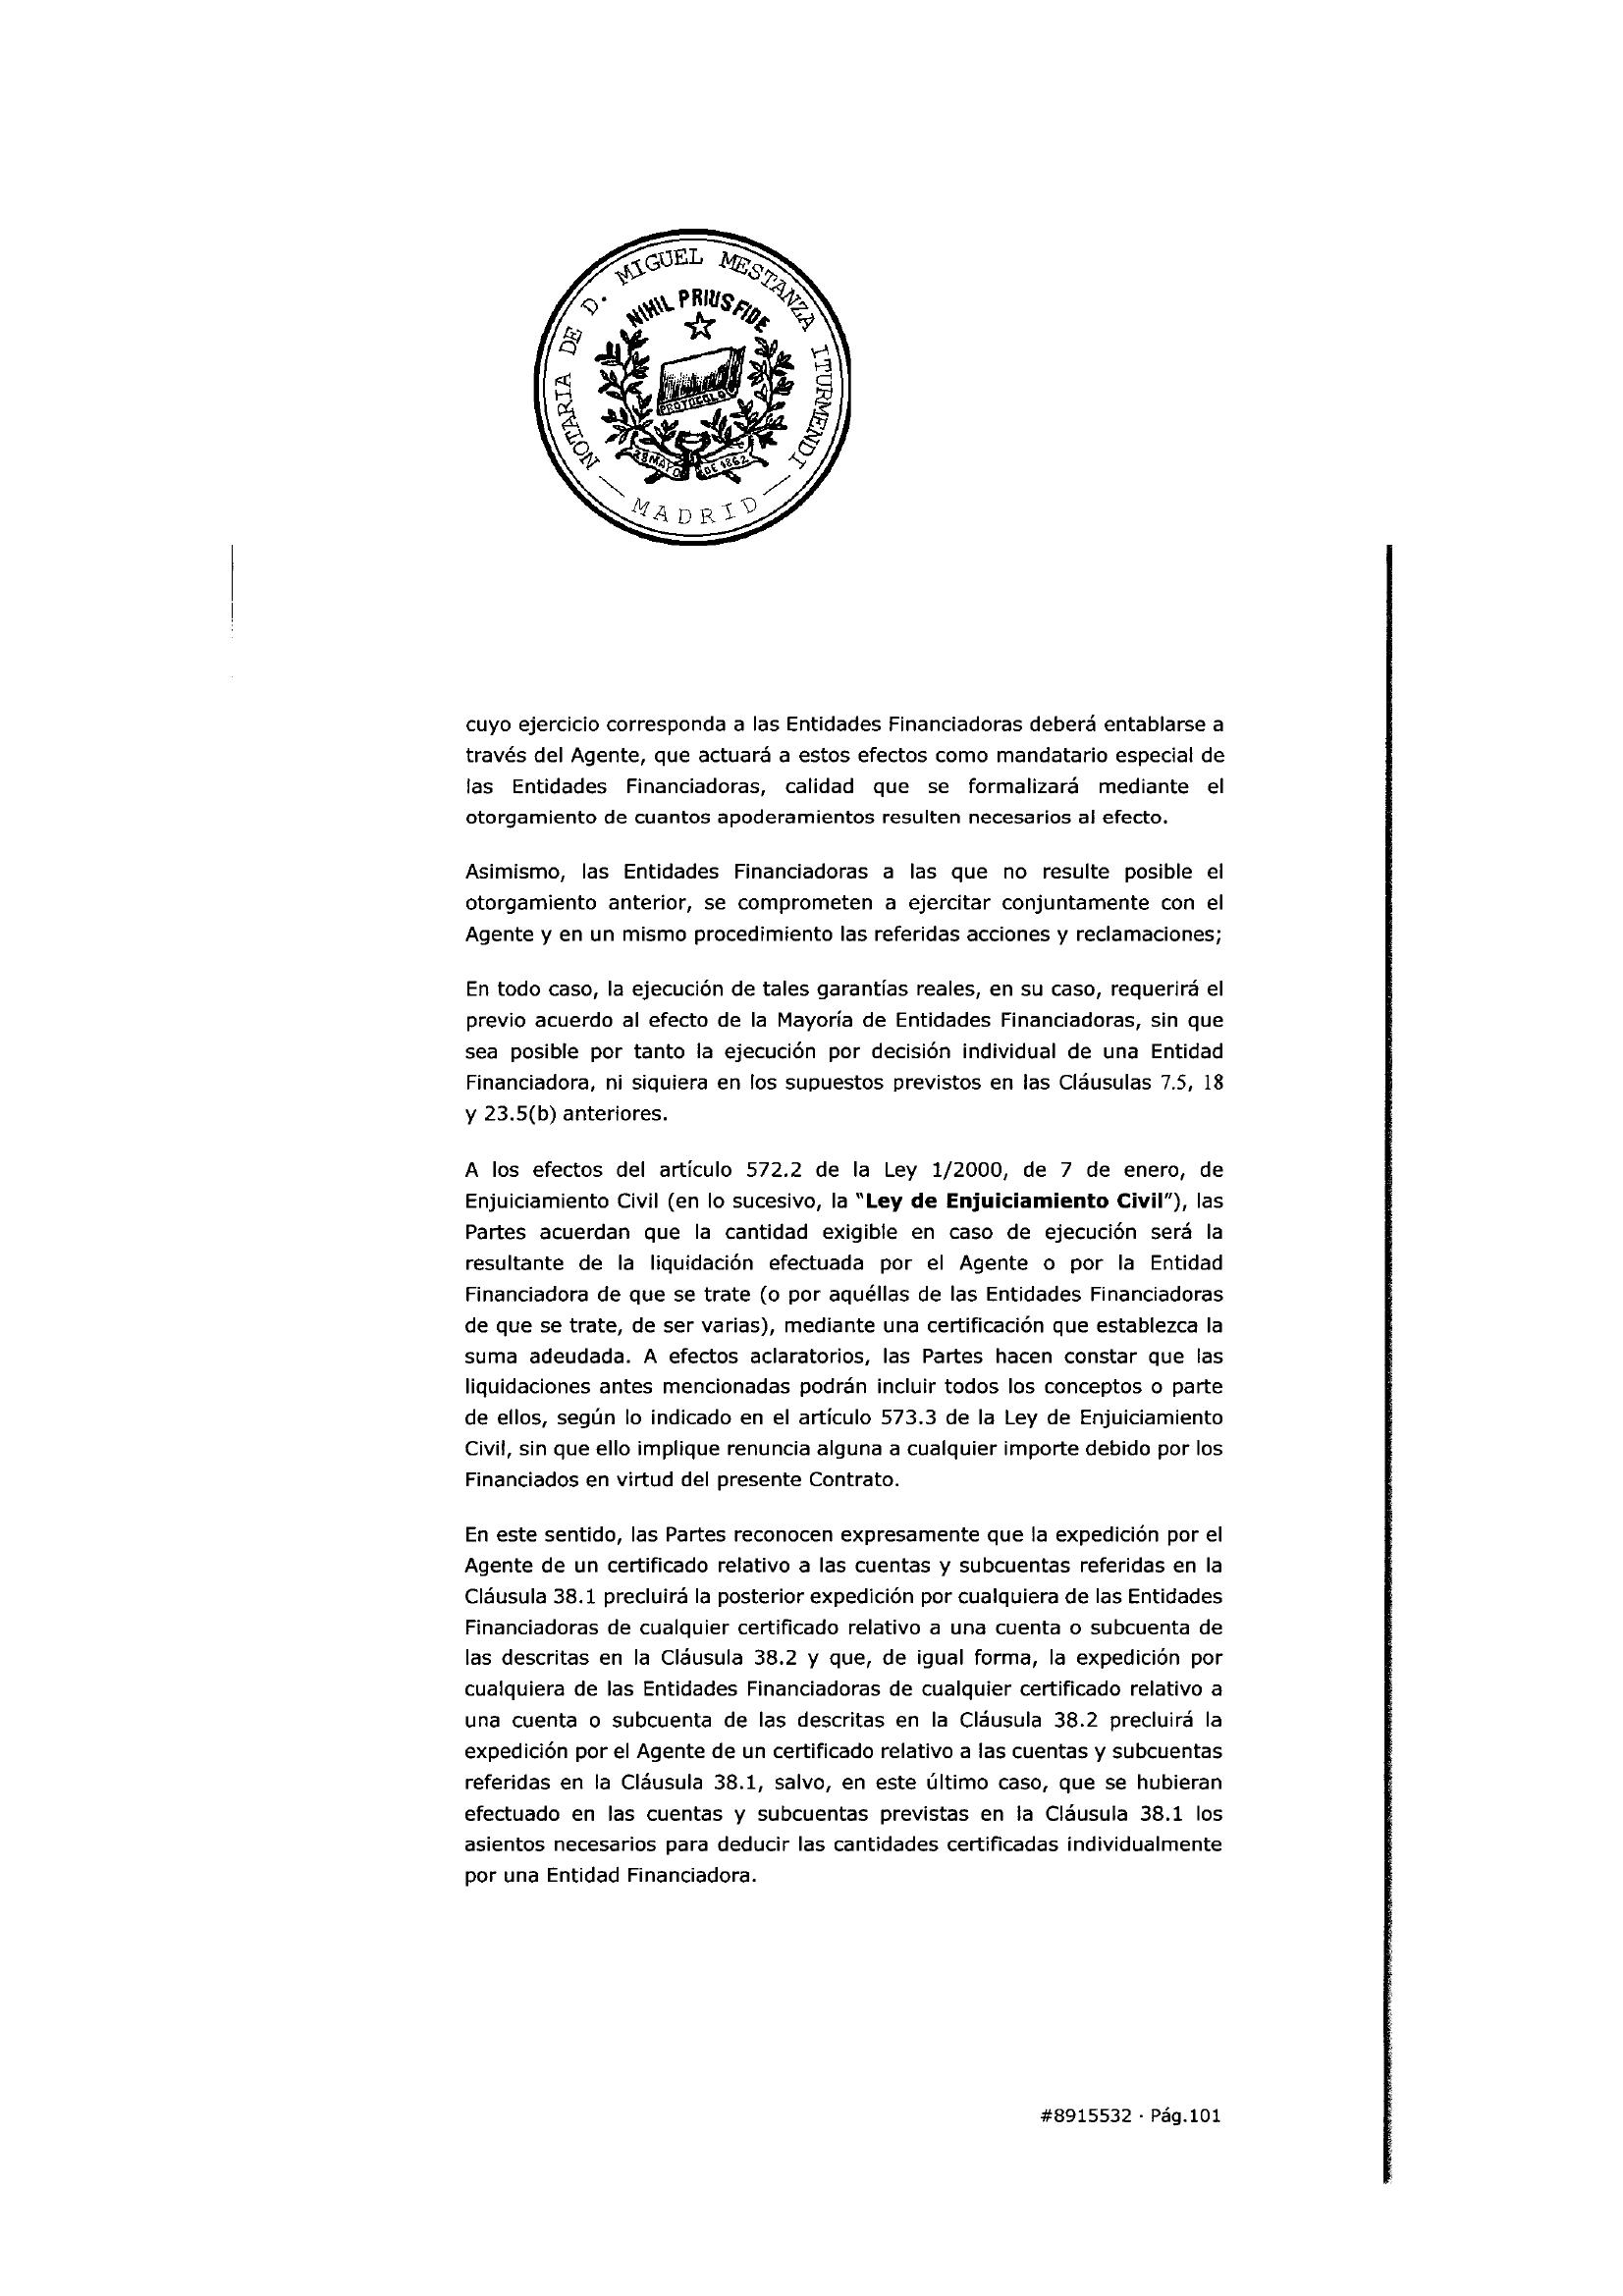 NOTARIA DE D. MIGUEL MESTANZA ITURMENDI
— MADRID —
NIHIL PRIUS FIDE
PROTOCOLO
28 MAYO DE 1862
cuyo ejercicio corresponda a las Entidades Financiadoras deberá entablarse a
través del Agente, que actuará a estos efectos como mandatario especial de
las Entidades Financiadoras, calidad que se formalizará mediante el
otorgamiento de cuantos apoderamientos resulten necesarios al efecto.
Asimismo, las Entidades Financiadoras a las que no resulte posible el
otorgamiento anterior, se comprometen a ejercitar conjuntamente con el
Agente y en un mismo procedimiento las referidas acciones y reclamaciones;
En todo caso, la ejecución de tales garantías reales, en su caso, requerirá el
previo acuerdo al efecto de la Mayoría de Entidades Financiadoras, sin que
sea posible por tanto la ejecución por decisión individual de una Entidad
Financiadora, ni siquiera en los supuestos previstos en las Cláusulas 7.5, 18
y 23.5(b) anteriores.
A los efectos del artículo 572.2 de la Ley 1/2000, de 7 de enero, de
Enjuiciamiento Civil (en lo sucesivo, la "Ley de Enjuiciamiento Civil"), las
Partes acuerdan que la cantidad exigible en caso de ejecución será la
resultante de la liquidación efectuada por el Agente o por la Entidad
Financiadora de que se trate (o por aquéllas de las Entidades Financiadoras
de que se trate, de ser varias), mediante una certificación que establezca la
suma adeudada. A efectos aclaratorios, las Partes hacen constar que las
liquidaciones antes mencionadas podrán incluir todos los conceptos o parte
de ellos, según lo indicado en el artículo 573.3 de la Ley de Enjuiciamiento
Civil, sin que ello implique renuncia alguna a cualquier importe debido por los
Financiados en virtud del presente Contrato.
En este sentido, las Partes reconocen expresamente que la expedición por el
Agente de un certificado relativo a las cuentas y subcuentas referidas en la
Cláusula 38.1 precluirá la posterior expedición por cualquiera de las Entidades
Financiadoras de cualquier certificado relativo a una cuenta o subcuenta de
las descritas en la Cláusula 38.2 y que, de igual forma, la expedición por
cualquiera de las Entidades Financiadoras de cualquier certificado relativo a
una cuenta o subcuenta de las descritas en la Cláusula 38.2 precluirá la
expedición por el Agente de un certificado relativo a las cuentas y subcuentas
referidas en la Cláusula 38.1, salvo, en este último caso, que se hubieran
efectuado en las cuentas y subcuentas previstas en la Cláusula 38.1 los
asientos necesarios para deducir las cantidades certificadas individualmente
por una Entidad Financiadora.
#8915532 · Pág.101